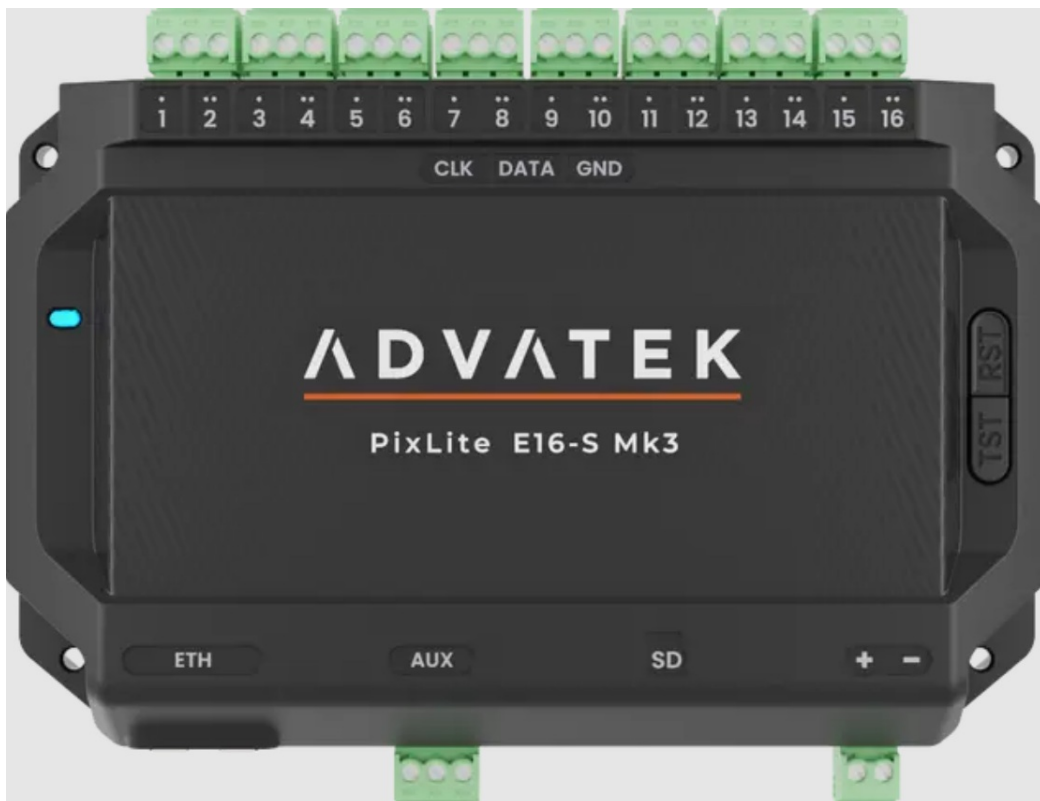 1 2 3 4 5 6 7 8 9 10 11 12 13 14 15 16
CLK DATA GND
ADVATEK
PixLite E16-S Mk3
RST
TST
ETH AUX SD + −